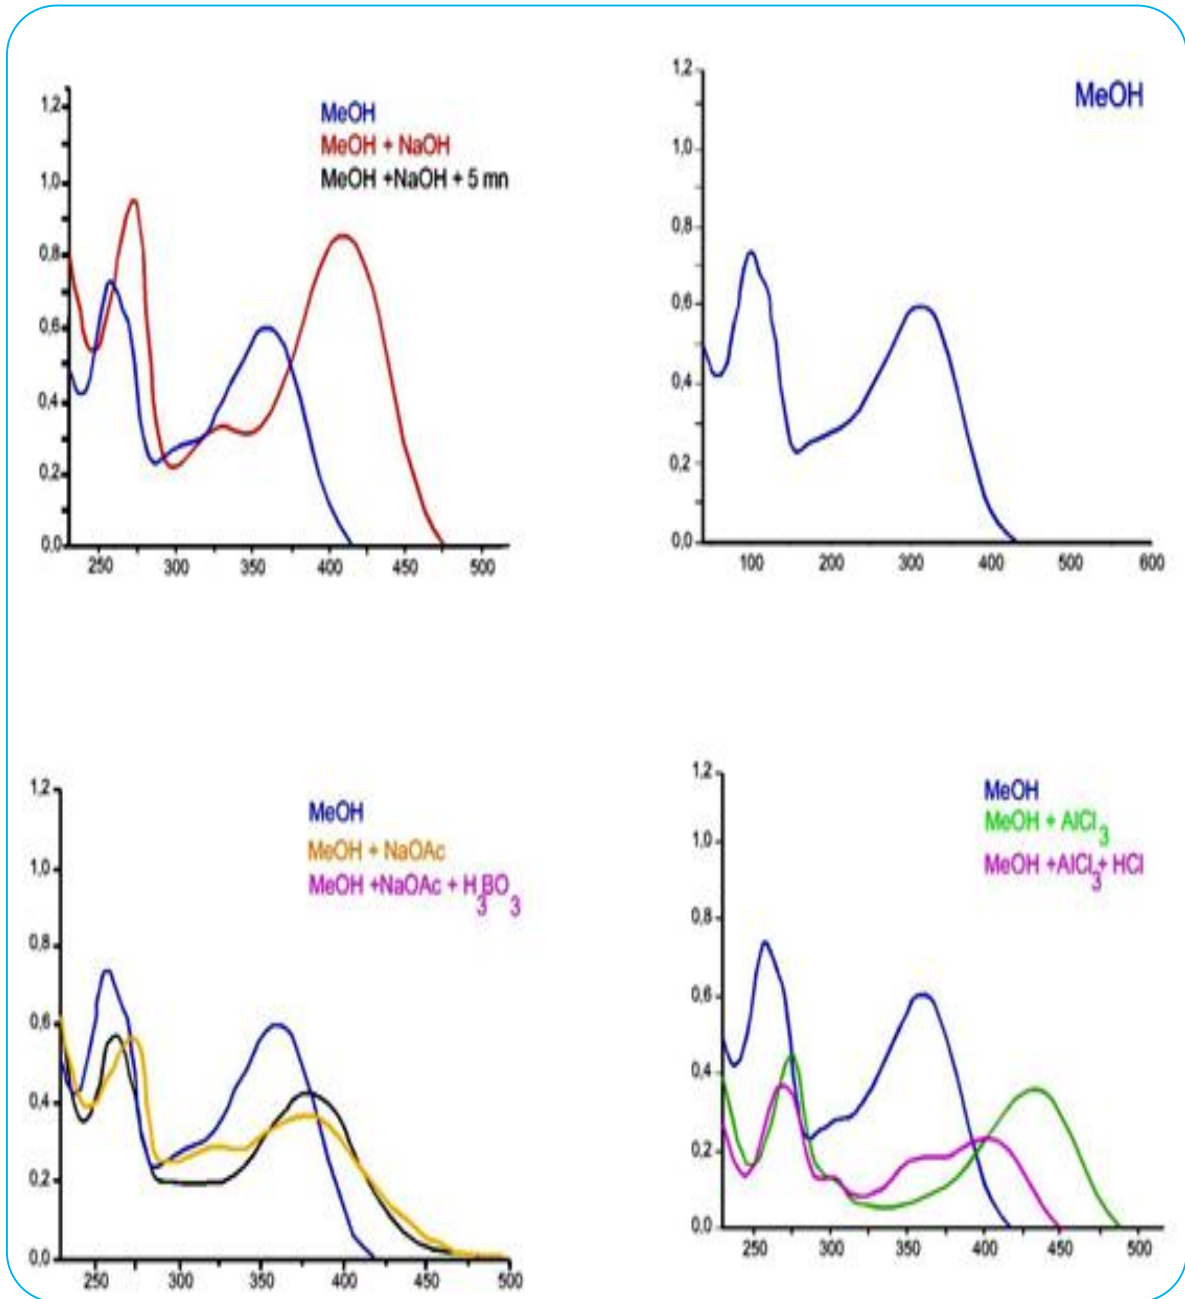 MeOH
MeOH + NaOH
MeOH +NaOH + 5 mn
1,2
1,0
0,8
0,6
0,4
0,2
0,0
250 300 350 400 450 500
MeOH
1,2
1,0
0,8
0,6
0,4
0,2
0,0
100 200 300 400 500 600
MeOH
MeOH + NaOAc
MeOH +NaOAc + H3BO3
1,2
1,0
0,8
0,6
0,4
0,2
0,0
250 300 350 400 450 500
MeOH
MeOH + AlCl3
MeOH +AlCl3+ HCl
1,2
1,0
0,8
0,6
0,4
0,2
0,0
250 300 350 400 450 500